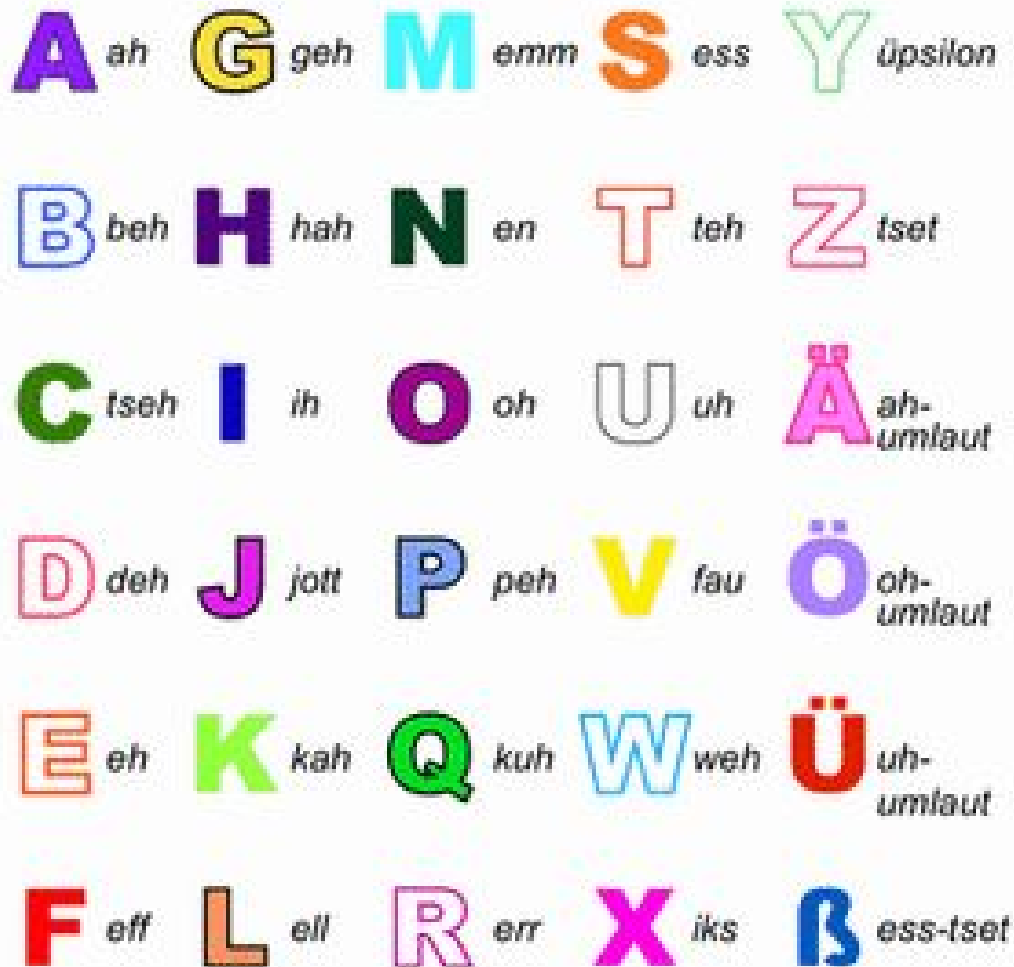 A ah G geh M emm S ess Y üpsilon
B beh H hah N en T teh Z tset
C tseh I ih O oh U uh Ä ah-
umlaut
D deh J jott P peh V fau Ö oh-
umlaut
E eh K kah Q kuh W weh Ü uh-
umlaut
F eff L ell R err X iks ß ess-tset